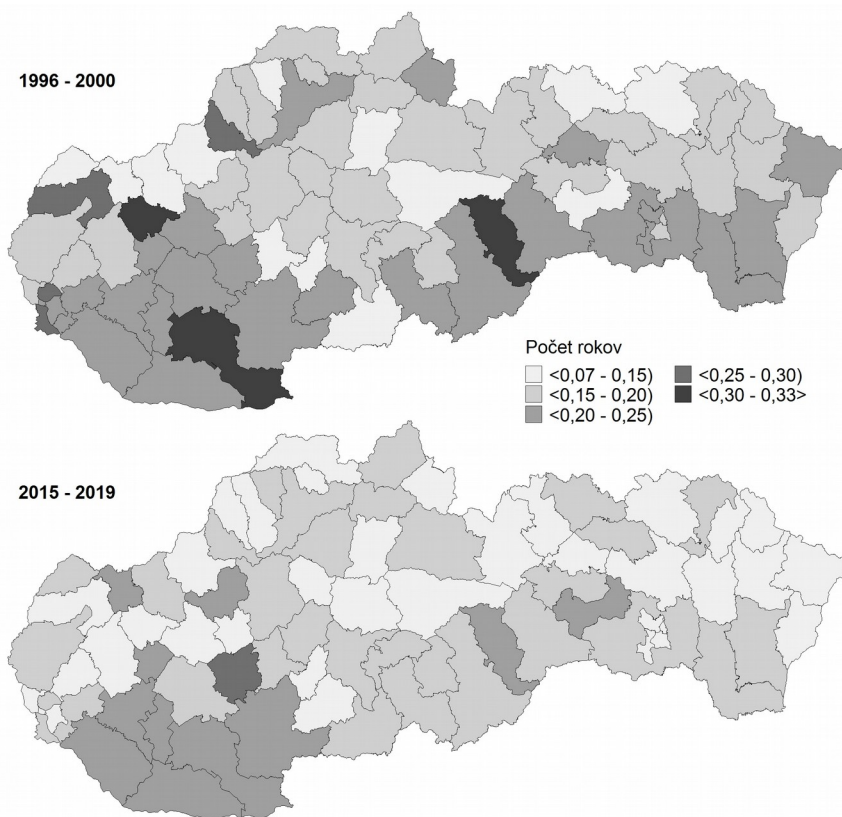 1996 - 2000
Počet rokov
<0,07 - 0,15)
<0,15 - 0,20)
<0,20 - 0,25)
<0,25 - 0,30)
<0,30 - 0,33>
2015 - 2019